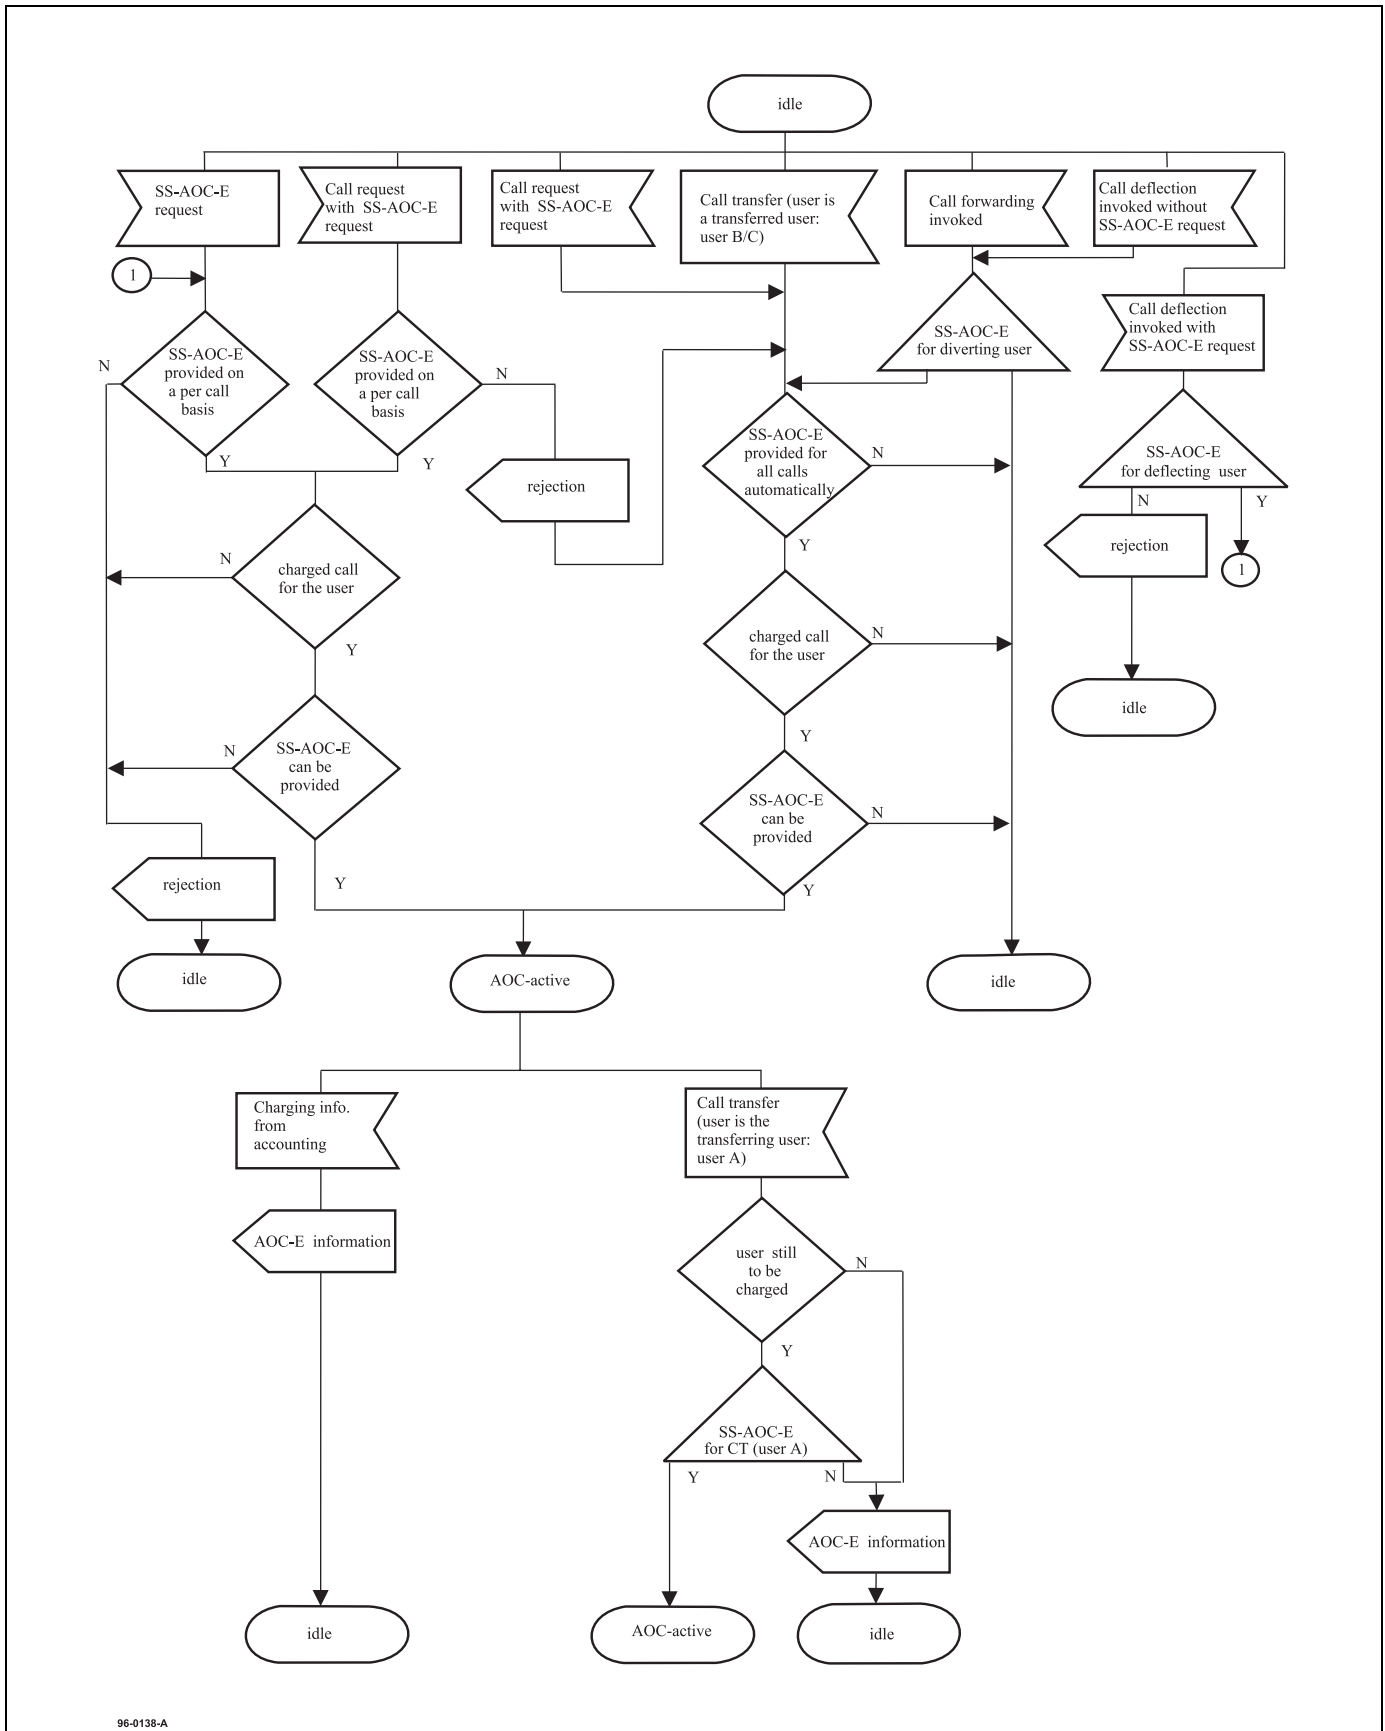 idle
SS-AOC-E
request
Call request
with SS-AOC-E
request
Call request
with SS-AOC-E
request
Call transfer (user is
a transferred user:
user B/C)
Call forwarding
invoked
Call deflection
invoked without
SS-AOC-E request
1
Call deflection
invoked with
SS-AOC-E request
SS-AOC-E
for diverting user
N
SS-AOC-E
provided on
a per call
basis
Y
SS-AOC-E
provided on
a per call
basis
N
Y
SS-AOC-E
provided for
all calls
automatically
N
Y
SS-AOC-E
for deflecting user
N
Y
rejection
rejection
1
N
charged call
for the user
Y
charged call
for the user
N
Y
idle
N
SS-AOC-E
can be
provided
Y
SS-AOC-E
can be
provided
N
Y
rejection
idle
AOC-active
idle
Charging info.
from
accounting
Call transfer
(user is the
transferring user:
user A)
AOC-E information
user still
to be
charged
N
Y
SS-AOC-E
for CT (user A)
Y
N
AOC-E information
idle
AOC-active
idle
96-0138-A